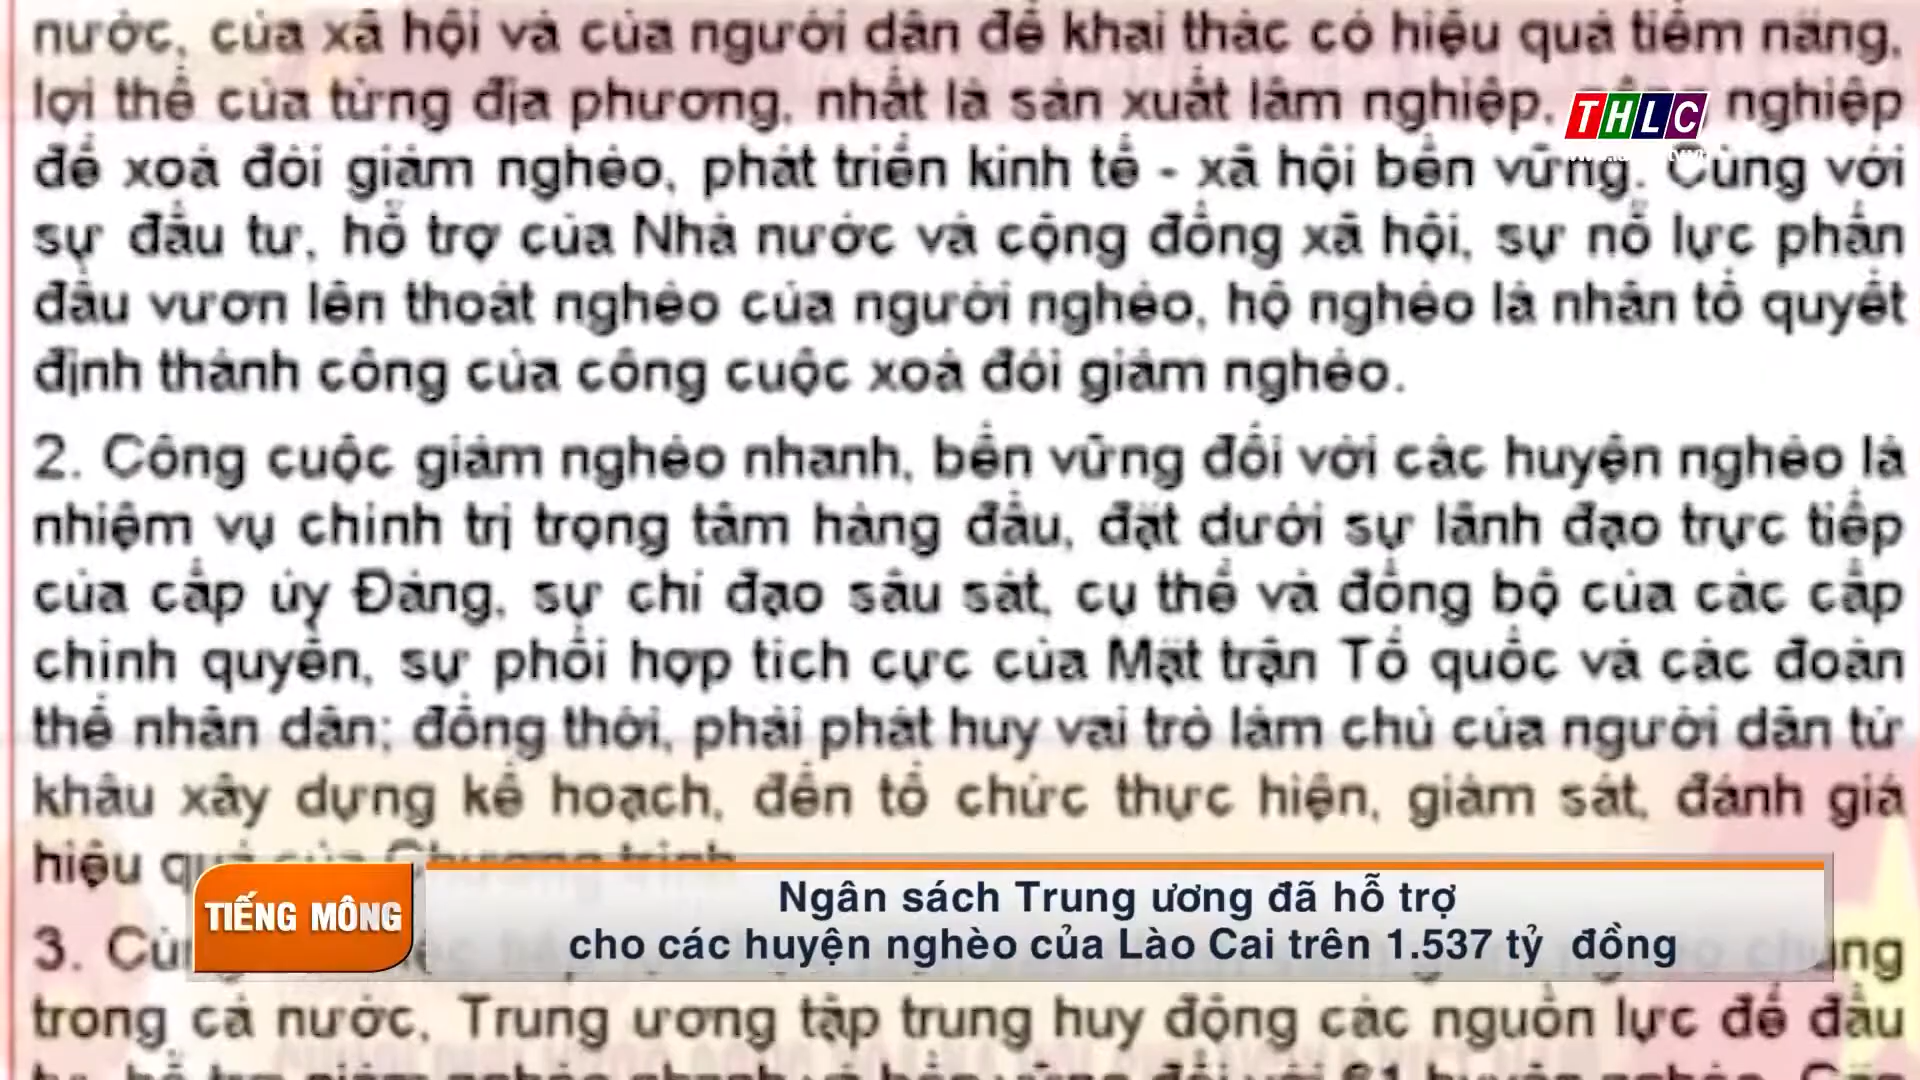 nước, của xã hội và của người dân để khai thác có hiệu quả tiềm năng,
lợi thế của từng địa phương, nhất là sản xuất lâm nghiệp, nghiệp
THLC
để xoá đói giảm nghèo, phát triển kinh tế - xã hội bền vững. Cùng với
sự đầu tư, hỗ trợ của Nhà nước và cộng đồng xã hội, sự nỗ lực phấn
đấu vươn lên thoát nghèo của người nghèo, hộ nghèo là nhân tố quyết
định thành công của công cuộc xoá đói giảm nghèo.
2. Công cuộc giảm nghèo nhanh, bền vững đối với các huyện nghèo là
nhiệm vụ chính trị trọng tâm hàng đầu, đặt dưới sự lãnh đạo trực tiếp
của cấp ủy Đảng, sự chỉ đạo sâu sát, cụ thể và đồng bộ của các cấp
chính quyền, sự phối hợp tích cực của Mặt trận Tổ quốc và các đoàn
thể nhân dân; đồng thời, phải phát huy vai trò làm chủ của người dân từ
khâu xây dựng kế hoạch, đến tổ chức thực hiện, giám sát, đánh giá
hiệu
TIẾNG MÔNG
Ngân sách Trung ương đã hỗ trợ
cho các huyện nghèo của Lào Cai trên 1.537 tỷ đồng
3. chung
trong cả nước, Trung ương tập trung huy động các nguồn lực để đầu